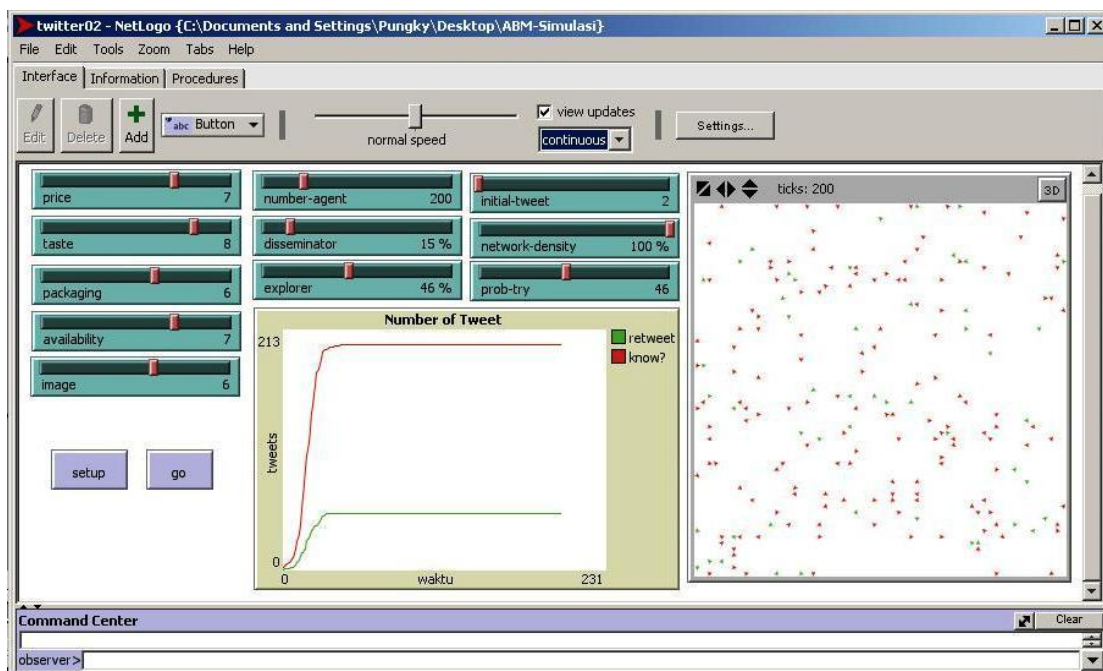 twitter02 - NetLogo {C:\Documents and Settings\Pungky\Desktop\ABM-Simulasi}
File Edit Tools Zoom Tabs Help
Interface Information Procedures
Edit Delete Add abc Button normal speed view updates continuous Settings...
price 7
taste 8
packaging 6
availability 7
image 6
setup go
number-agent 200
disseminator 15 %
explorer 46 %
initial-tweet 2
network-density 100 %
prob-try 46
Number of Tweet
213
tweets
0
0 waktu 231
retweet
know?
ticks: 200 3D
Command Center Clear
observer>